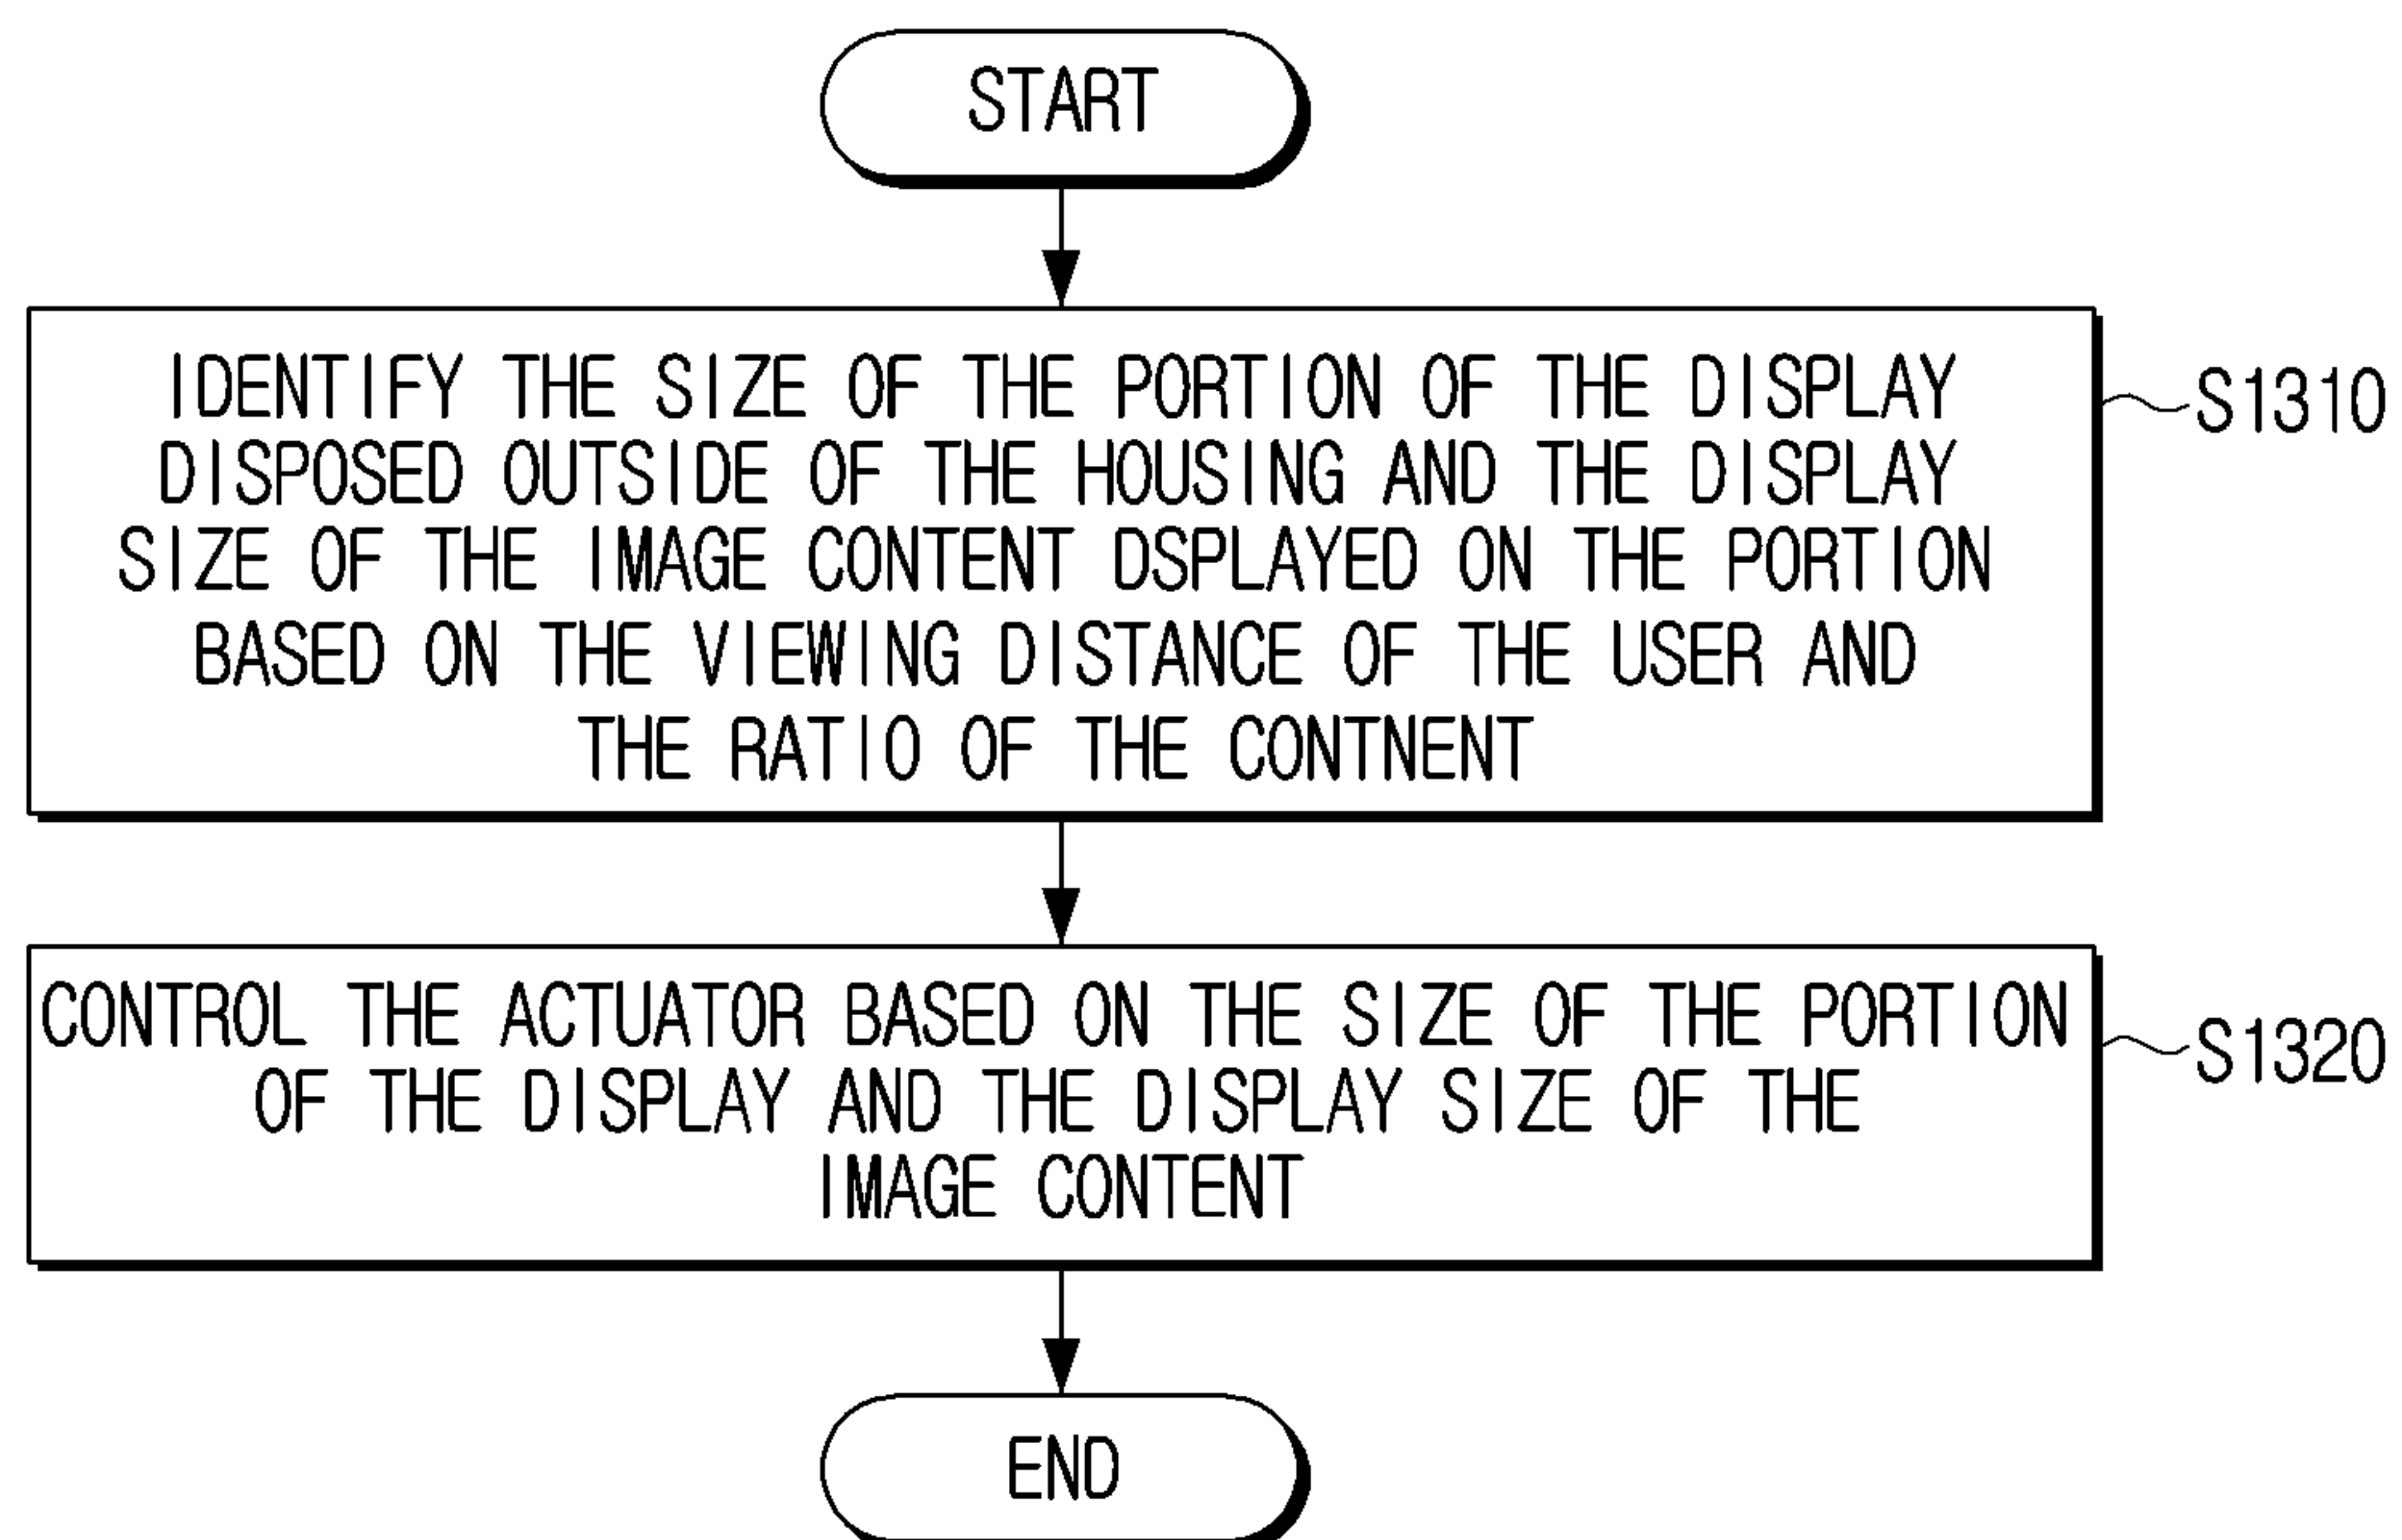 START
IDENTIFY THE SIZE OF THE PORTION OF THE DISPLAY
DISPOSED OUTSIDE OF THE HOUSING AND THE DISPLAY
SIZE OF THE IMAGE CONTENT DSPLAYED ON THE PORTION
BASED ON THE VIEWING DISTANCE OF THE USER AND
THE RATIO OF THE CONTNENT
S1310
CONTROL THE ACTUATOR BASED ON THE SIZE OF THE PORTION
OF THE DISPLAY AND THE DISPLAY SIZE OF THE
IMAGE CONTENT
S1320
END